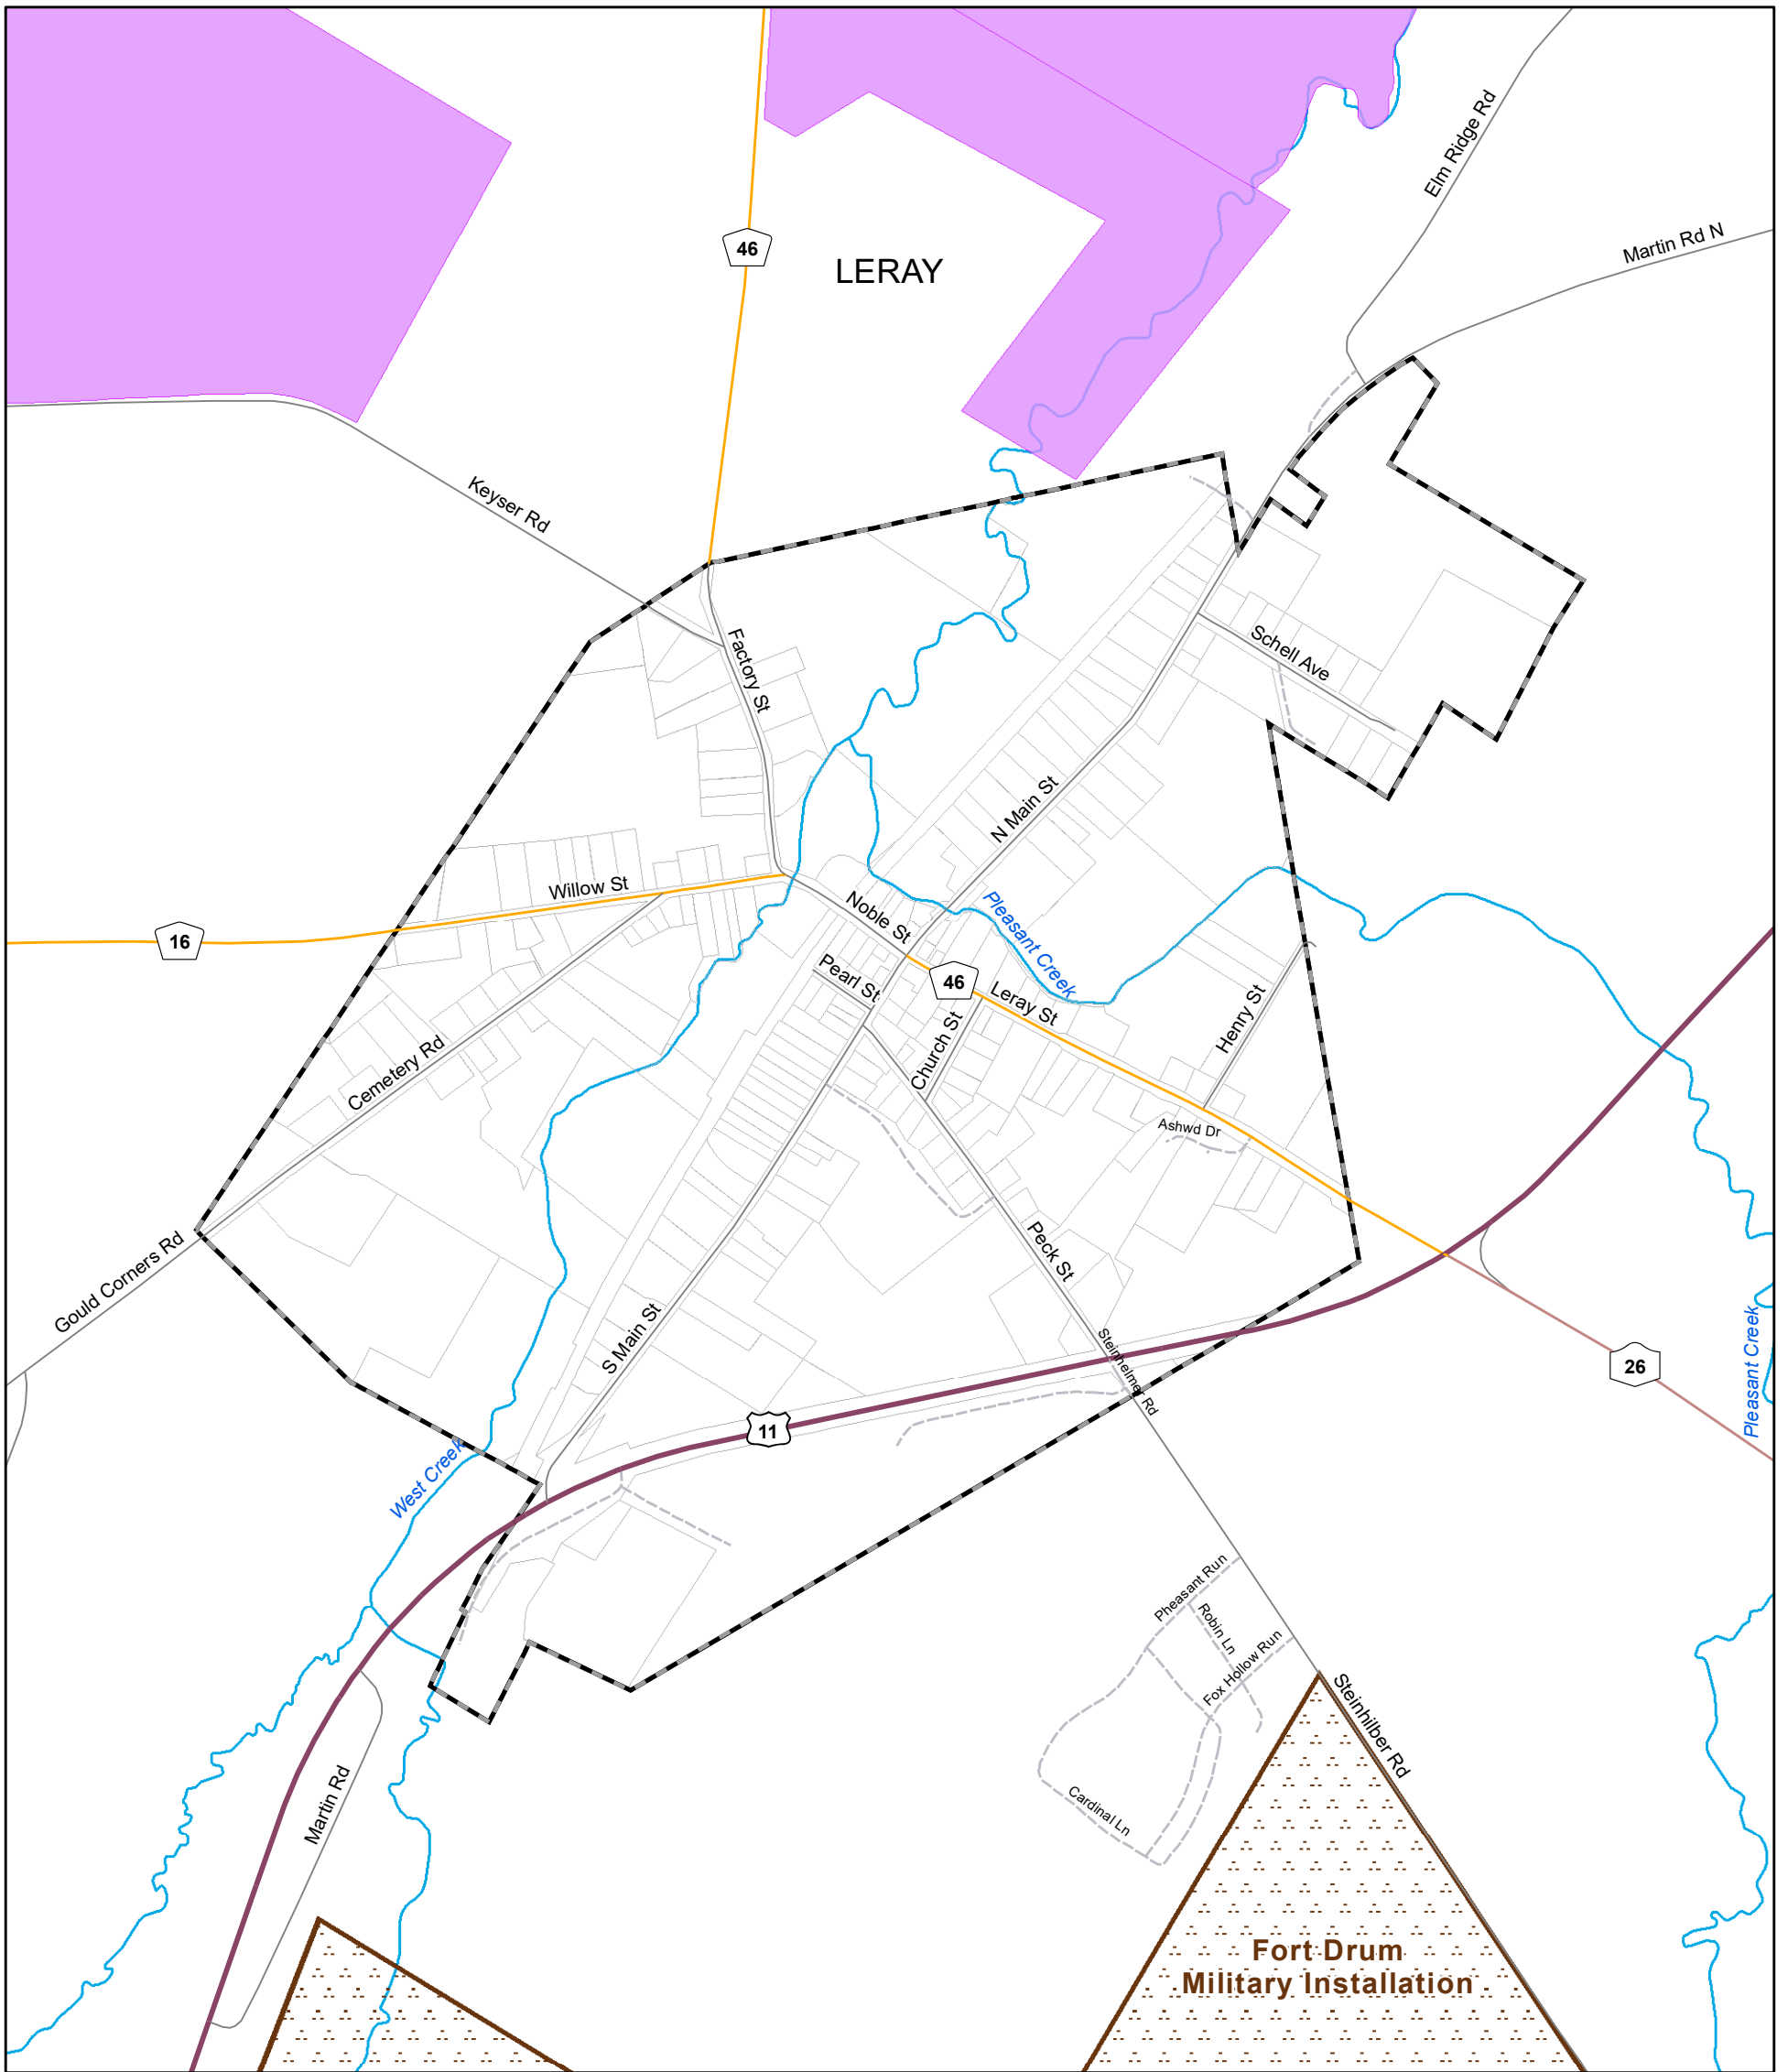 Elm Ridge Rd
Martin Rd N
46
LERAY
Keyser Rd
Factory St
Schell Ave
N Main St
Willow St
16
Noble St
Pleasant Creek
Pearl St
46
Leray St
Church St
Henry St
Cemetery Rd
Ashwd Dr
Gould Corners Rd
Peck St
S Main St
Steinhelmer Rd
26
Pleasant Creek
11
West Creek
Pheasant Run
Robin Ln
Fox Hollow Run
Steinhilber Rd
Martin Rd
Cardinal Ln
Fort Drum
Military Installation